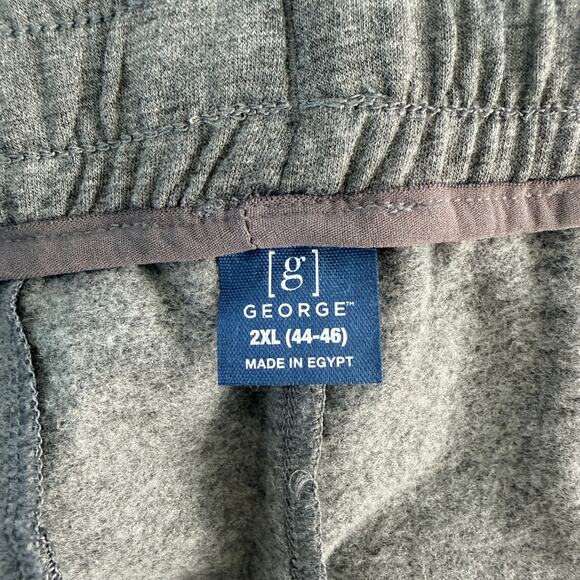 [g]
GEORGE™
2XL (44-46)
MADE IN EGYPT